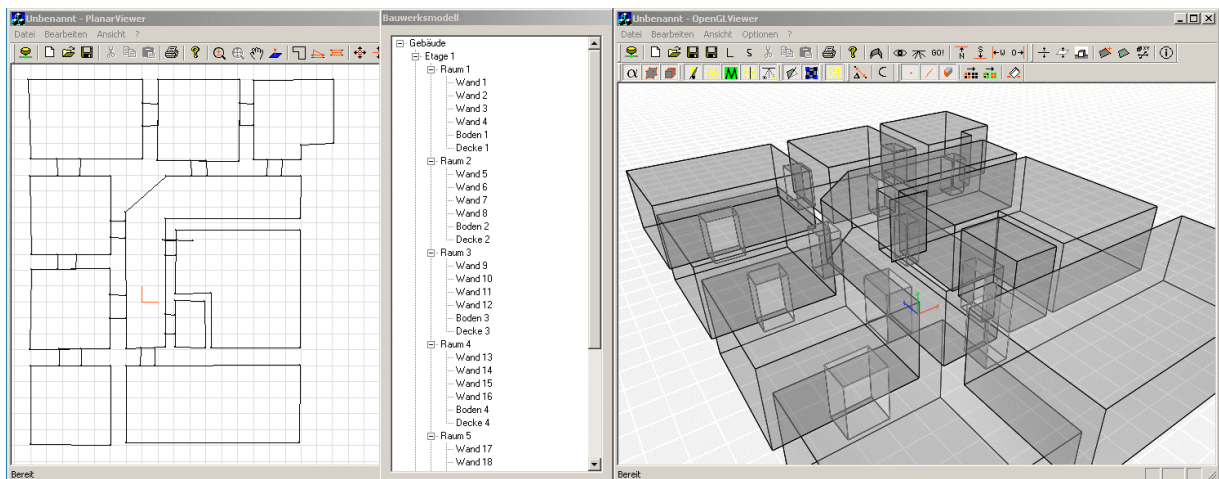 Unbenannt - PlanarViewer
Datei Bearbeiten Ansicht ?
Bereit
Bauwerksmodell
Gebäude
Etage 1
Raum 1
Wand 1
Wand 2
Wand 3
Wand 4
Boden 1
Decke 1
Raum 2
Wand 5
Wand 6
Wand 7
Wand 8
Boden 2
Decke 2
Raum 3
Wand 9
Wand 10
Wand 11
Wand 12
Boden 3
Decke 3
Raum 4
Wand 13
Wand 14
Wand 15
Wand 16
Boden 4
Decke 4
Raum 5
Wand 17
Wand 18
Unbenannt - OpenGLViewer
Datei Bearbeiten Ansicht Optionen ?
L S GO! N S W O
α M C
Bereit